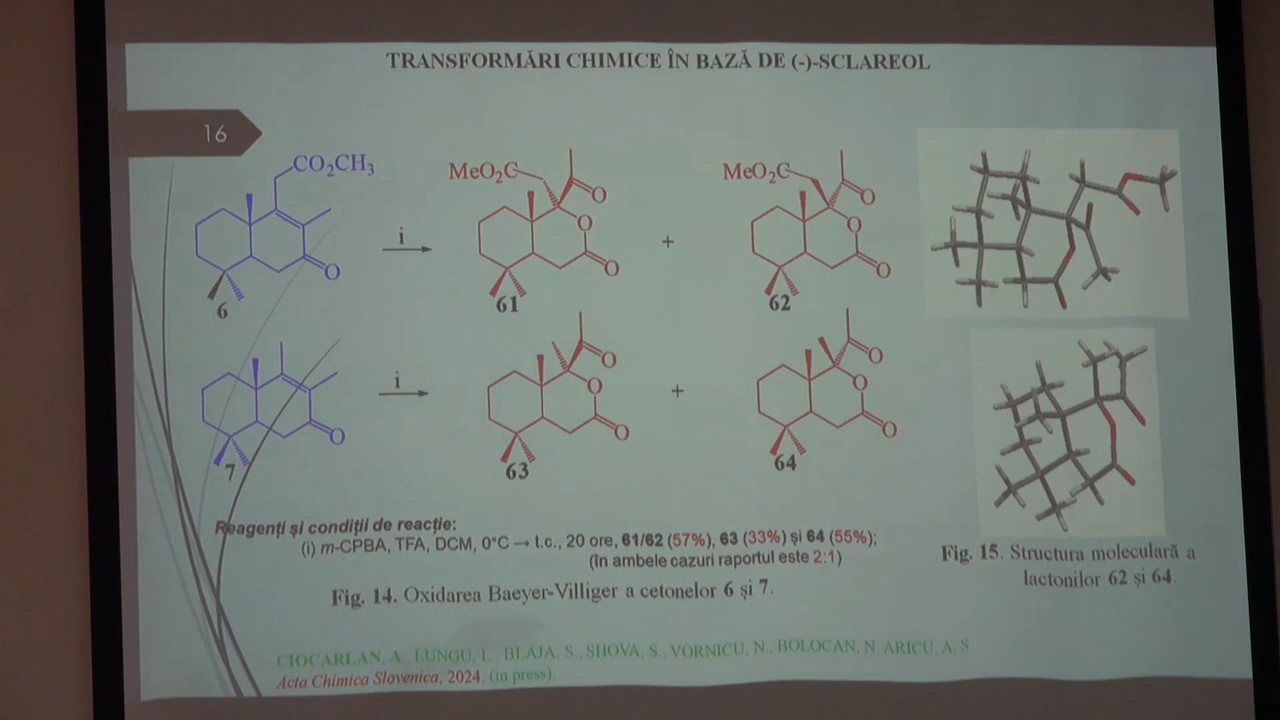 TRANSFORMĂRI CHIMICE ÎN BAZĂ DE (-)-SCLAREOL
16
CO₂CH₃
O
6
i
MeO₂C
O
O
O
61
+
MeO₂C
O
O
O
62
O
7
i
O
O
O
63
+
O
O
O
64
Reagenți și condiții de reacție:
(i) m-CPBA, TFA, DCM, 0°C → t.c., 20 ore, 61/62 (57%), 63 (33%) și 64 (55%);
(în ambele cazuri raportul este 2:1)
Fig. 14. Oxidarea Baeyer-Villiger a cetonelor 6 și 7.
Fig. 15. Structura moleculară a
lactonilor 62 și 64.
CIOCARLAN, A., LUNGU, L., BLAJA, S., SHOVA, S., VORNICU, N., BOLOCAN, N. ARICU, A. S
Acta Chimica Slovenica, 2024. (in press).